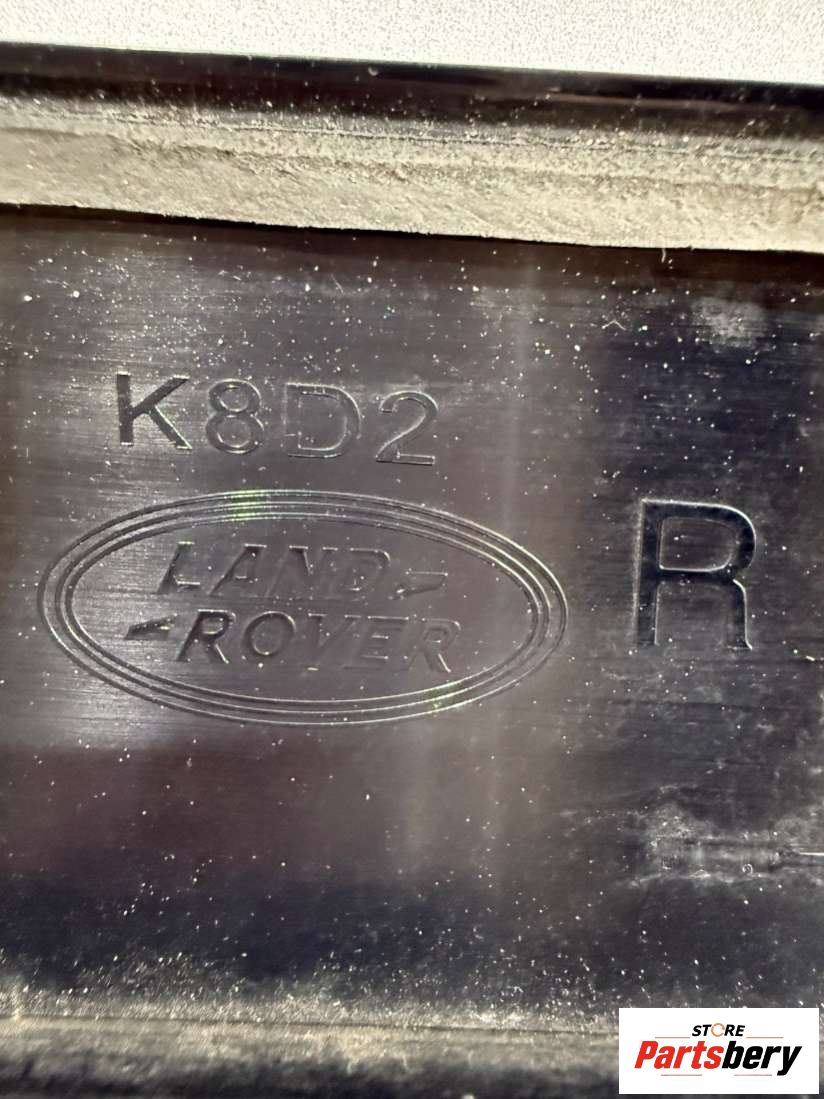 K8D2
LAND
ROVER
R
STORE
Partsbery